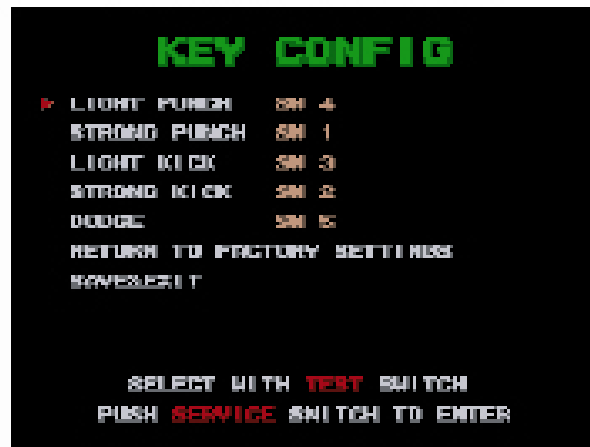 KEY CONFIG
LIGHT PUNCH SW 4
STRONG PUNCH SW 1
LIGHT KICK SW 3
STRONG KICK SW 2
DODGE SW 5
RETURN TO FACTORY SETTINGS
SAVE&EXIT
SELECT WITH TEST SWITCH
PUSH SERVICE SWITCH TO ENTER